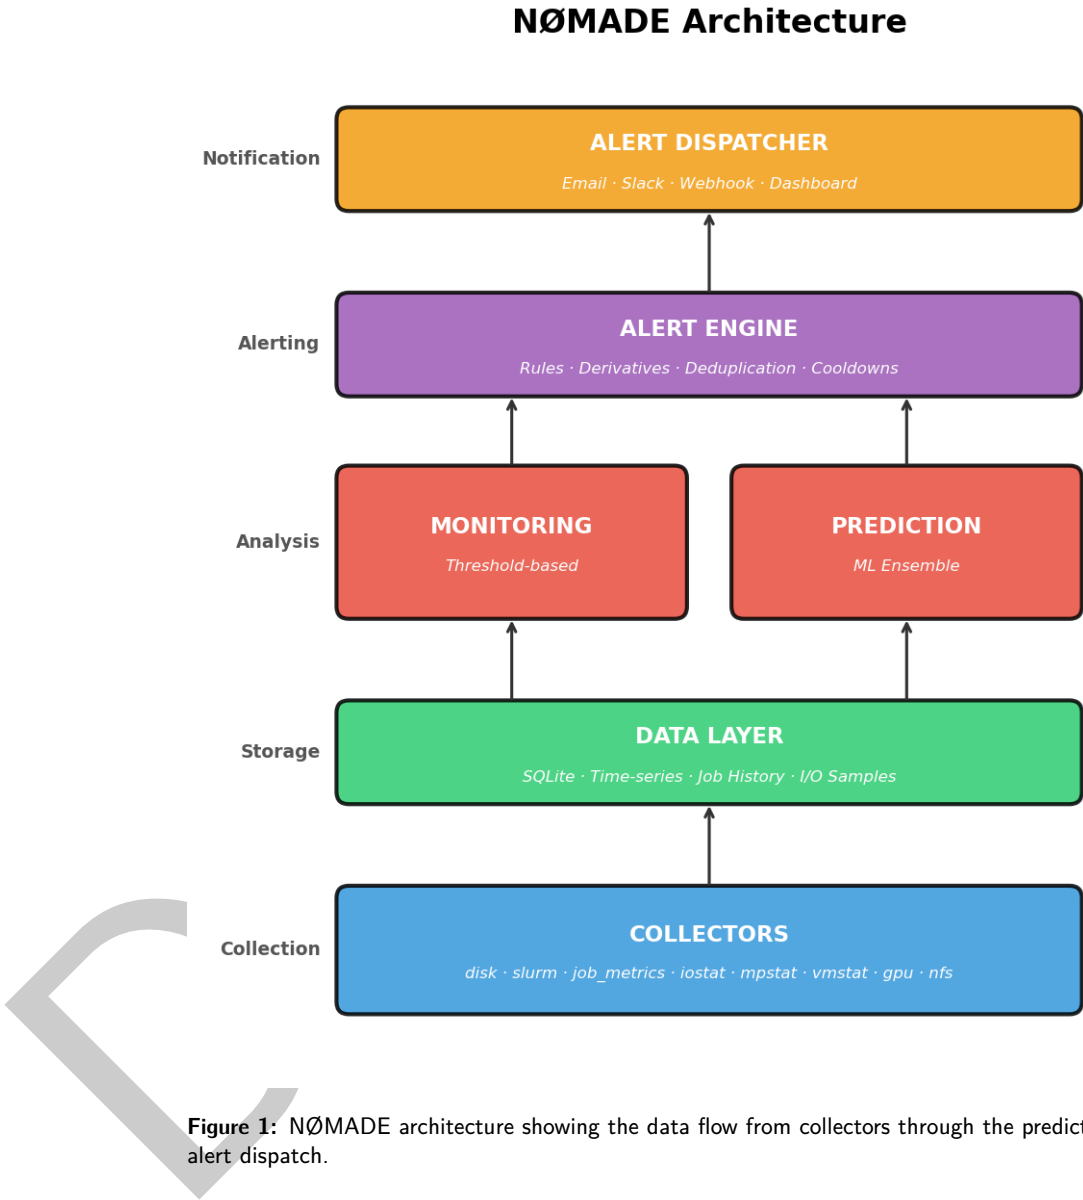 NØMADE Architecture
Notification
ALERT DISPATCHER
Email · Slack · Webhook · Dashboard
Alerting
ALERT ENGINE
Rules · Derivatives · Deduplication · Cooldowns
Analysis
MONITORING
Threshold-based
PREDICTION
ML Ensemble
Storage
DATA LAYER
SQLite · Time-series · Job History · I/O Samples
Collection
COLLECTORS
disk · slurm · job_metrics · iostat · mpstat · vmstat · gpu · nfs
Figure 1: NØMADE architecture showing the data flow from collectors through the predict
alert dispatch.